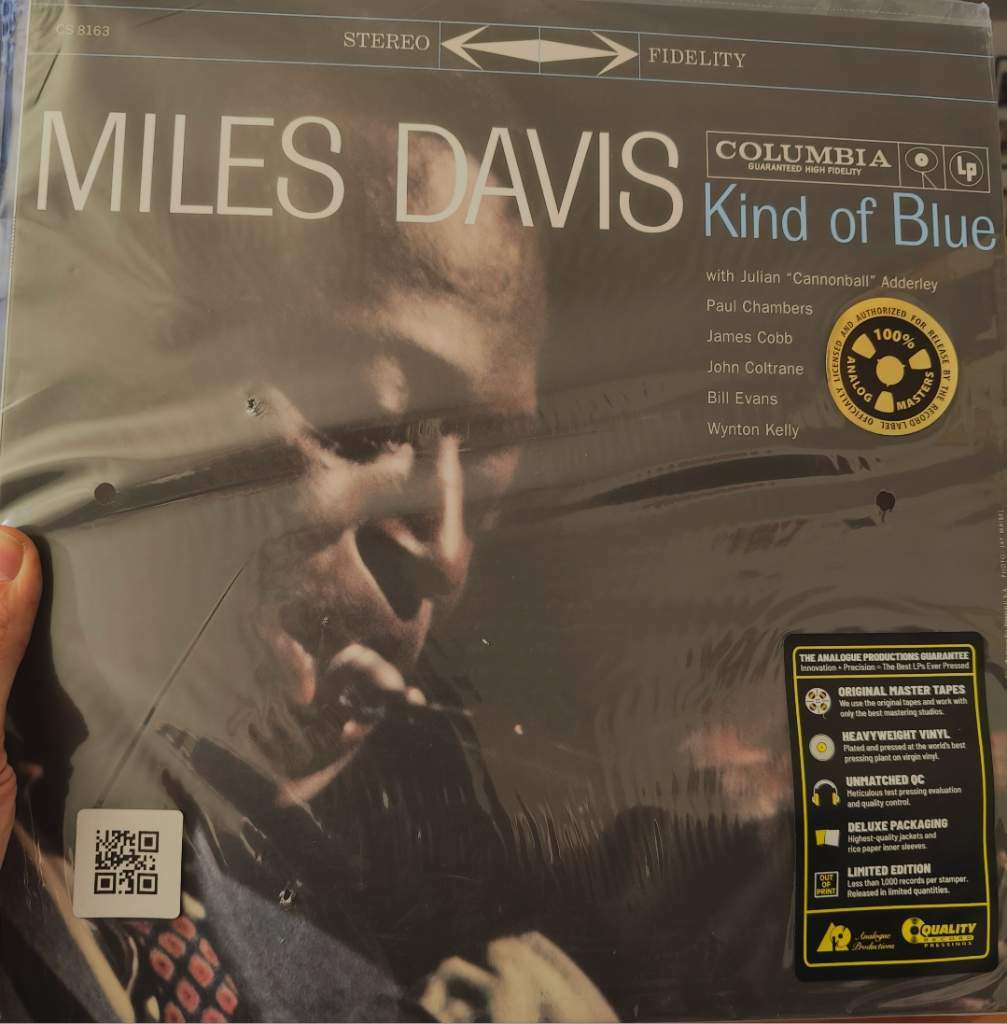 CS 8163
STEREO FIDELITY
MILES DAVIS
COLUMBIA
GUARANTEED HIGH FIDELITY
Lp
Kind of Blue
with Julian "Cannonball" Adderley
Paul Chambers
James Cobb
John Coltrane
Bill Evans
Wynton Kelly
OFFICIALLY LICENSED AND AUTHORIZED FOR RELEASE BY THE RECORD LABEL
100%
ANALOG MASTERS
THE ANALOGUE PRODUCTIONS GUARANTEE
Innovation + Precision = The Best LPs Ever Pressed
ORIGINAL MASTER TAPES
We use the original tapes and work with
only the best mastering studios.
HEAVYWEIGHT VINYL
Plated and pressed at the world's best
pressing plant on virgin vinyl.
UNMATCHED QC
Meticulous test pressing evaluation
and quality control.
DELUXE PACKAGING
Highest-quality jackets and
rice paper inner sleeves.
OUT
OF
PRINT
LIMITED EDITION
Less than 1,000 records per stamper.
Released in limited quantities.
Analogue
Productions
QUALITY
RECORD
PRESSINGS